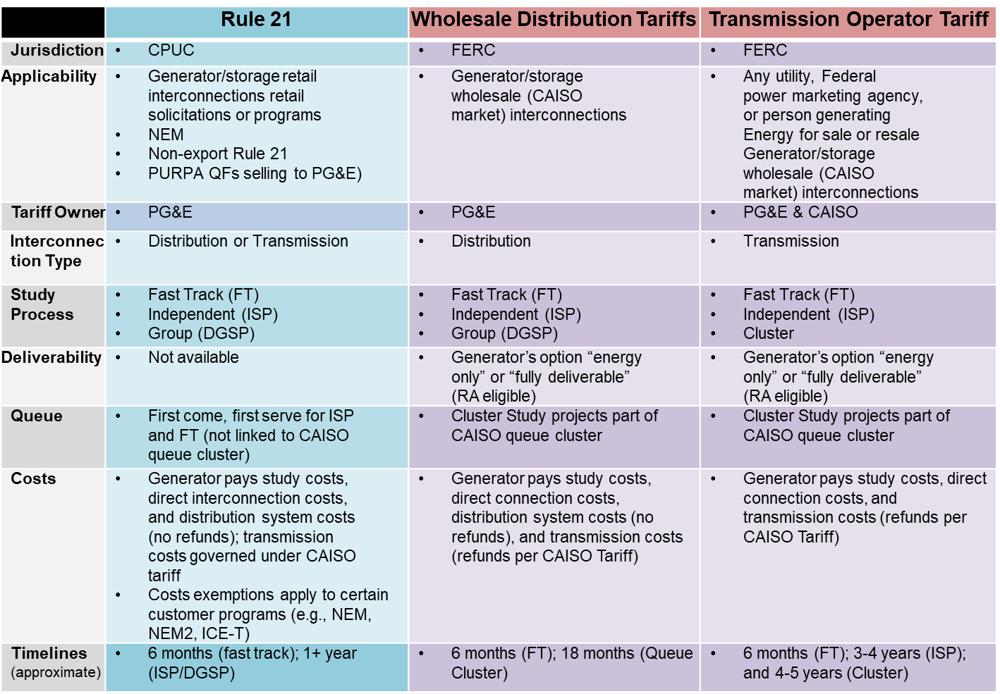 Rule 21
Wholesale Distribution Tariffs
Transmission Operator Tariff
Jurisdiction
• CPUC
• FERC
• FERC
Applicability
• Generator/storage retail
interconnections retail
solicitations or programs
• NEM
• Non-export Rule 21
• PURPA QFs selling to PG&E)
• Generator/storage
wholesale (CAISO
market) interconnections
• Any utility, Federal
power marketing agency,
or person generating
Energy for sale or resale
Generator/storage
wholesale (CAISO
market) interconnections
Tariff Owner
• PG&E
• PG&E
• PG&E & CAISO
Interconnec
tion Type
• Distribution or Transmission
• Distribution
• Transmission
Study
Process
• Fast Track (FT)
• Independent (ISP)
• Group (DGSP)
• Fast Track (FT)
• Independent (ISP)
• Group (DGSP)
• Fast Track (FT)
• Independent (ISP)
• Cluster
Deliverability
• Not available
• Generator’s option “energy
only” or “fully deliverable”
(RA eligible)
• Generator’s option “energy
only” or “fully deliverable”
(RA eligible)
Queue
• First come, first serve for ISP
and FT (not linked to CAISO
queue cluster)
• Cluster Study projects part of
CAISO queue cluster
• Cluster Study projects part of
CAISO queue cluster
Costs
• Generator pays study costs,
direct interconnection costs,
and distribution system costs
(no refunds); transmission
costs governed under CAISO
tariff
• Costs exemptions apply to certain
customer programs (e.g., NEM,
NEM2, ICE-T)
• Generator pays study costs,
direct connection costs,
distribution system costs (no
refunds), and transmission costs
(refunds per CAISO Tariff)
• Generator pays study costs, direct
connection costs, and
transmission costs (refunds per
CAISO Tariff)
Timelines
(approximate)
• 6 months (fast track); 1+ year
(ISP/DGSP)
• 6 months (FT); 18 months (Queue
Cluster)
• 6 months (FT); 3-4 years (ISP);
and 4-5 years (Cluster)